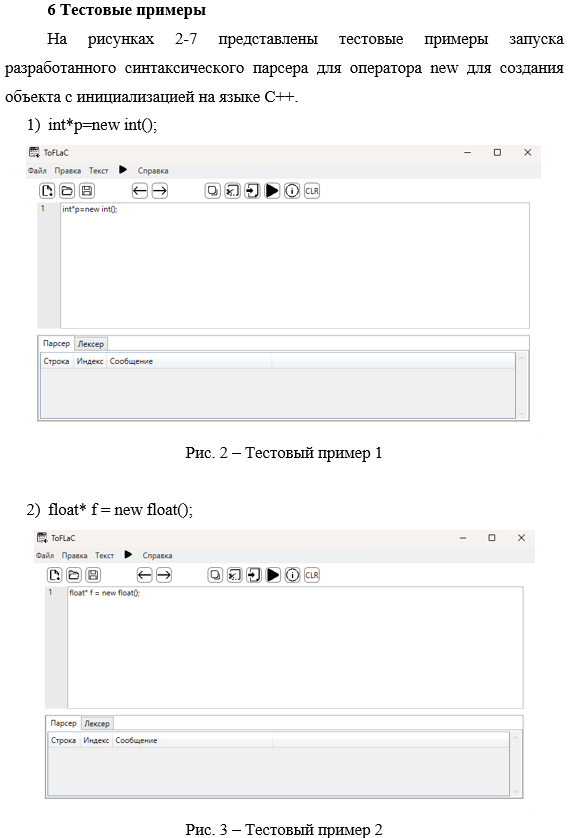 6 Тестовые примеры
На рисунках 2-7 представлены тестовые примеры запуска
разработанного синтаксического парсера для оператора new для создания
объекта с инициализацией на языке C++.
1) int*p=new int();
ToFLaC
Файл Правка Текст Справка
CLR
1 int*p=new int();
Парсер Лексер
Строка Индекс Сообщение
Рис. 2 – Тестовый пример 1
2) float* f = new float();
ToFLaC
Файл Правка Текст Справка
CLR
1 float* f = new float();
Парсер Лексер
Строка Индекс Сообщение
Рис. 3 – Тестовый пример 2